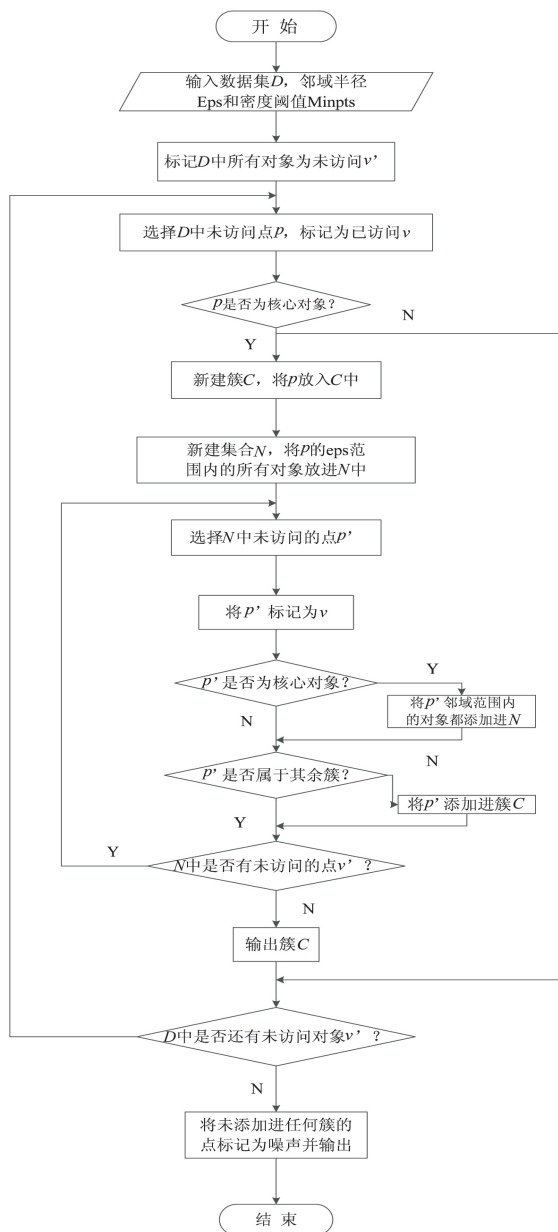 开 始
输入数据集D，邻域半径
Eps和密度阈值Minpts
标记D中所有对象为未访问v’
选择D中未访问点p，标记为已访问v
p是否为核心对象？
N
Y
新建簇C，将p放入C中
新建集合N，将p的eps范
围内的所有对象放进N中
选择N中未访问的点p’
将p’标记为v
p’是否为核心对象？
Y
将p’邻域范围内
的对象都添加进N
N
p’是否属于其余簇？
N
将p’添加进簇C
Y
Y
N中是否有未访问的点v’？
N
输出簇C
D中是否还有未访问对象v’？
N
将未添加进任何簇的
点标记为噪声并输出
结 束